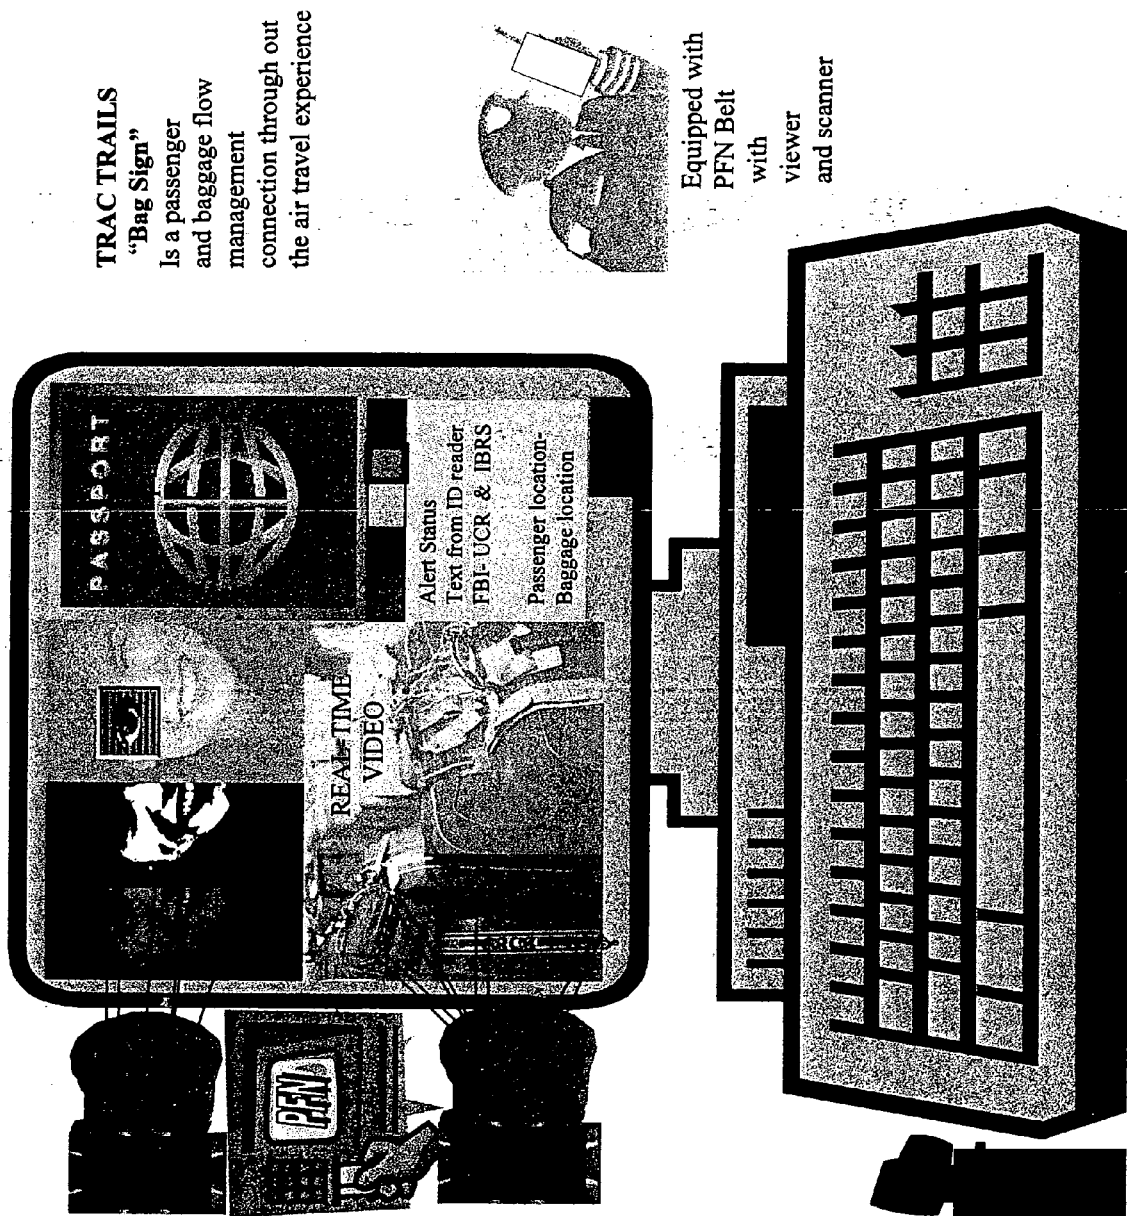 TRAC TRAILS
“Bag Sign”
Is a passenger
and baggage flow
management
connection through out
the air travel experience
Equipped with
PFN Belt
with
viewer
and scanner
PASSPORT
Alert Status
Text from ID reader
FBI- UCR & IBRS
Passenger location-
Baggage location
REAL-TIME
VIDEO
PFN